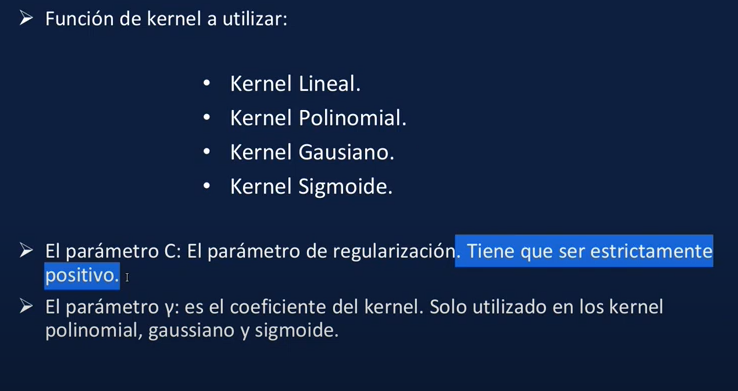 ➢ Función de kernel a utilizar:
• Kernel Lineal.
• Kernel Polinomial.
• Kernel Gausiano.
• Kernel Sigmoide.
➢ El parámetro C: El parámetro de regularización. Tiene que ser estrictamente
positivo.
➢ El parámetro γ: es el coeficiente del kernel. Solo utilizado en los kernel
polinomial, gaussiano y sigmoide.